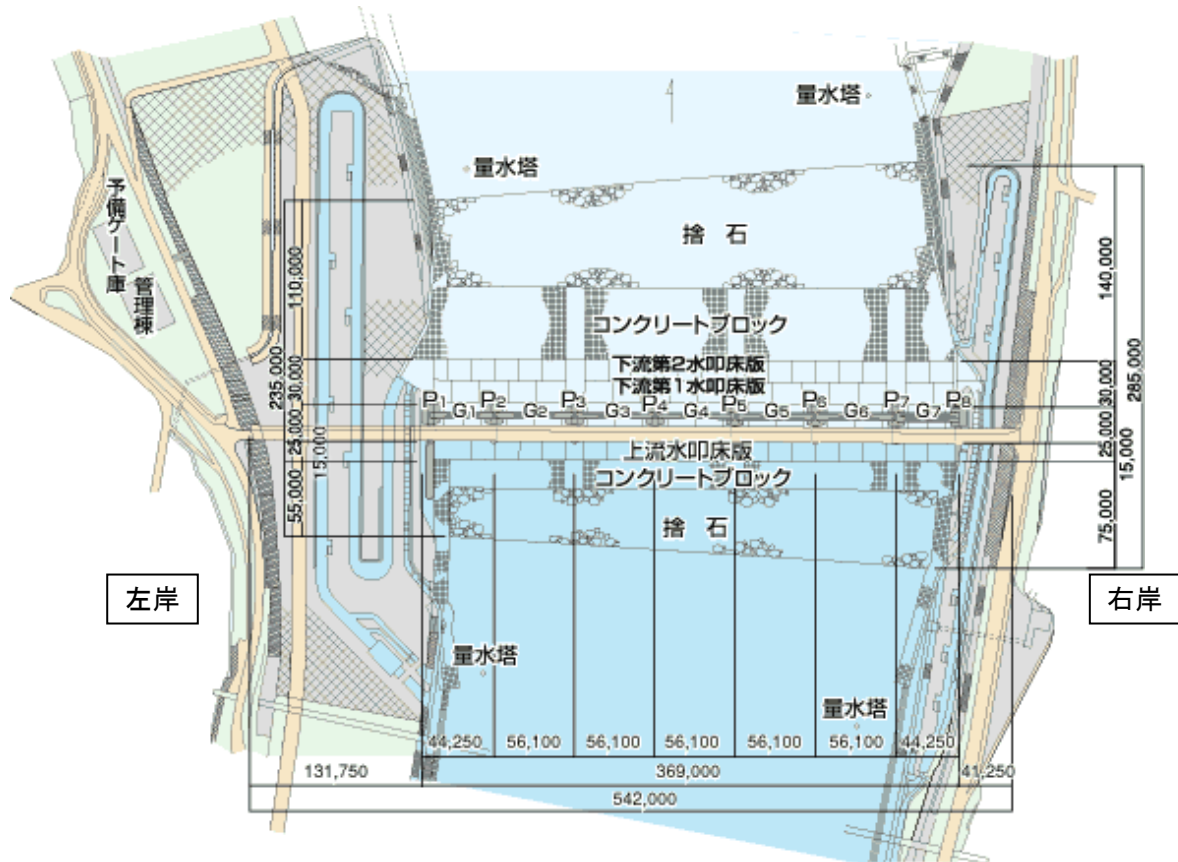 量水塔
量水塔
予備ゲート庫
管理棟
捨 石
コンクリートブロック
下流第2水叩床版
下流第1水叩床版
P1 P2 P3 P4 P5 P6 P7 P8
G1 G2 G3 G4 G5 G6 G7
上流水叩床版
コンクリートブロック
捨 石
左岸
右岸
量水塔
量水塔
110,000
30,000
25,000
55,000
235,000
15,000
140,000
30,000
25,000
75,000
285,000
15,000
44,250 56,100 56,100 56,100 56,100 56,100 44,250
131,750 369,000 41,250
542,000